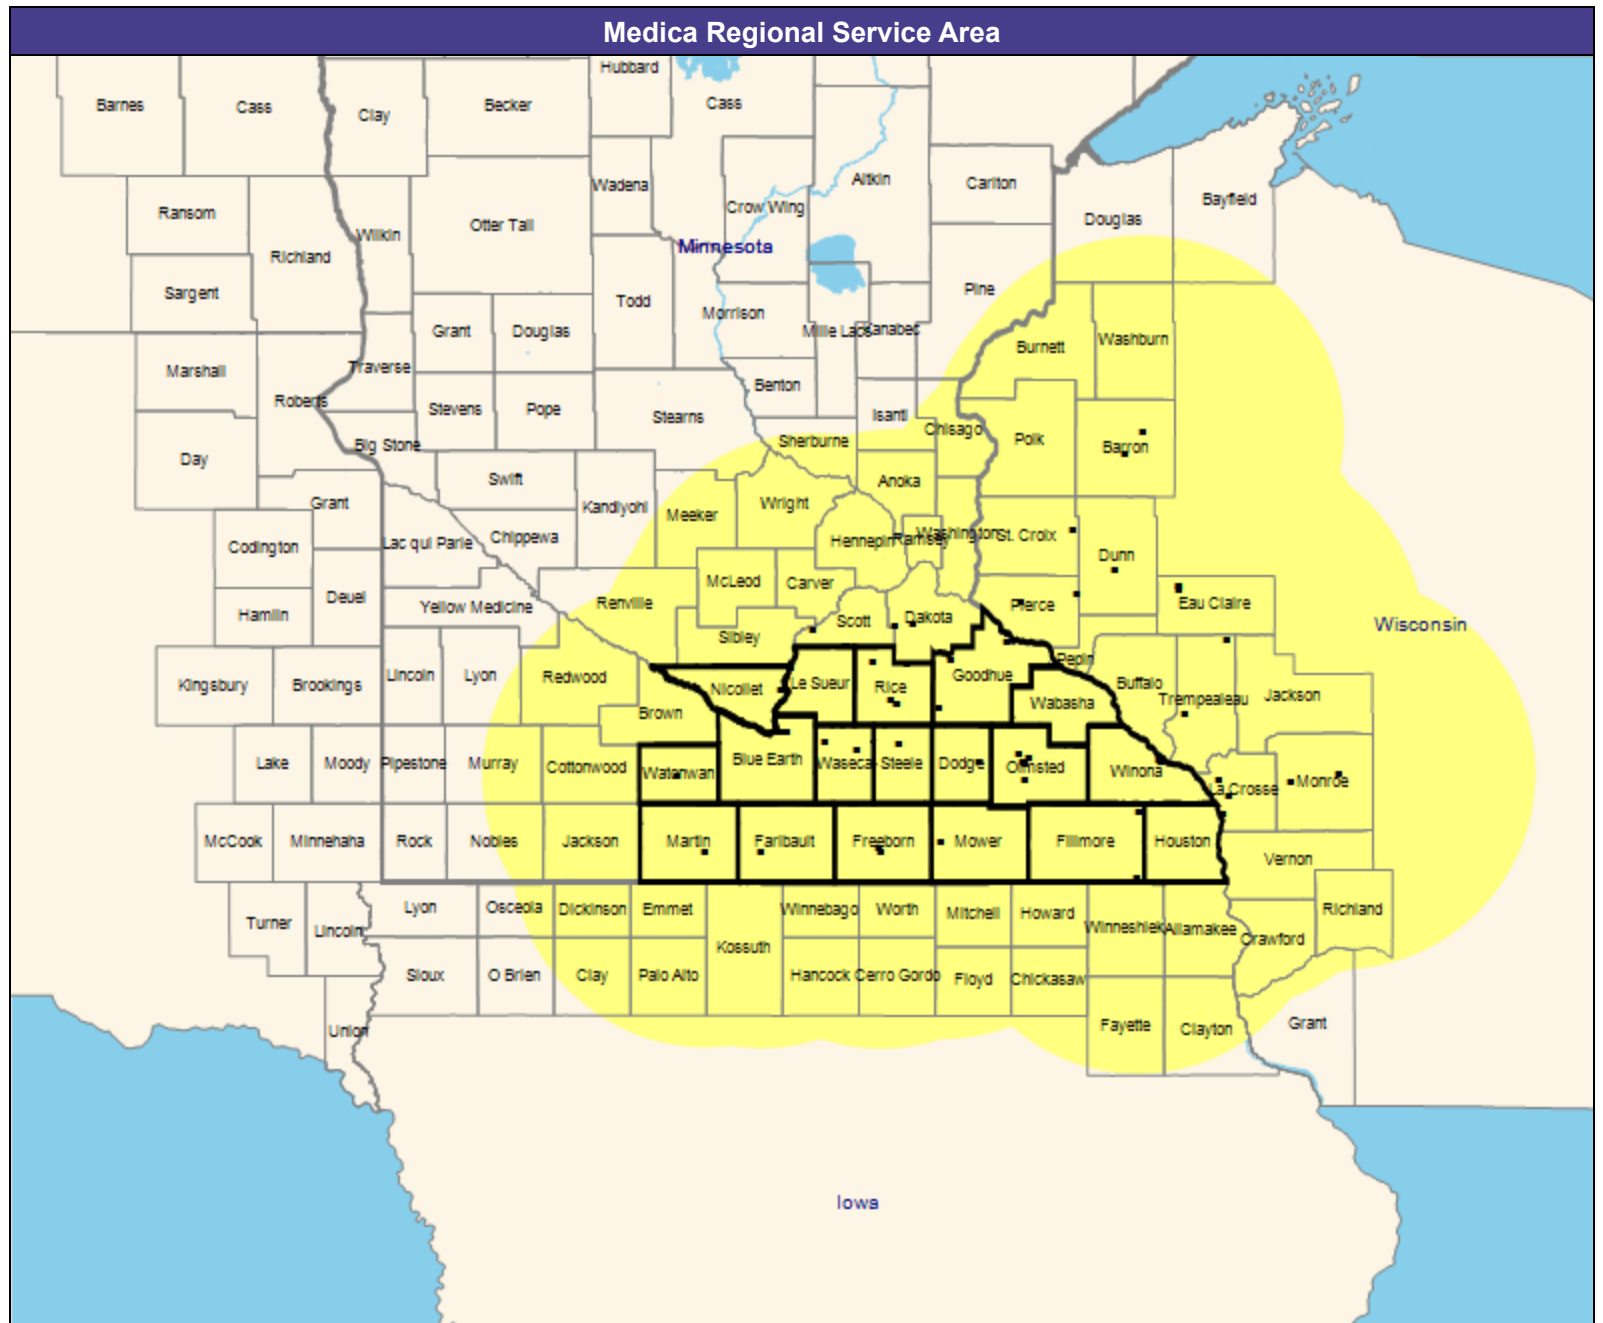 Medica Regional Service Area
Hubbard
Barnes
Cass
Clay
Becker
Cass
Wadena
Aitkin
Carlton
Ransom
Crow Wing
Bayfield
Douglas
Otter Tail
Wilkin
Minnesota
Richland
Sargent
Pine
Todd
Morrison
Grant
Douglas
Mille Lacs
Kanabec
Washburn
Burnett
Marshall
Traverse
Benton
Roberts
Stevens
Pope
Stearns
Isanti
Chisago
Polk
Big Stone
Sherburne
Barron
Day
Swift
Anoka
Grant
Kandiyohi
Meeker
Wright
Codington
Lac qui Parle
Chippewa
Hennepin
Ramsey
Washington
St. Croix
Dunn
McLeod
Carver
Deuel
Renville
Yellow Medicine
Pierce
Eau Claire
Hamlin
Scott
Dakota
Wisconsin
Sibley
Pepin
Kingsbury
Brookings
Lincoln
Lyon
Redwood
Nicollet
Le Sueur
Rice
Goodhue
Buffalo
Trempealeau
Jackson
Brown
Wabasha
Lake
Moody
Pipestone
Murray
Cottonwood
Watonwan
Blue Earth
Waseca
Steele
Dodge
Olmsted
Winona
La Crosse
Monroe
McCook
Minnehaha
Rock
Nobles
Jackson
Martin
Faribault
Freeborn
Mower
Fillmore
Houston
Vernon
Lyon
Osceola
Dickinson
Emmet
Winnebago
Worth
Mitchell
Howard
Richland
Turner
Lincoln
Kossuth
Winneshiek
Allamakee
Crawford
Sioux
O Brien
Clay
Palo Alto
Hancock
Cerro Gordo
Floyd
Chickasaw
Union
Fayette
Clayton
Grant
Iowa